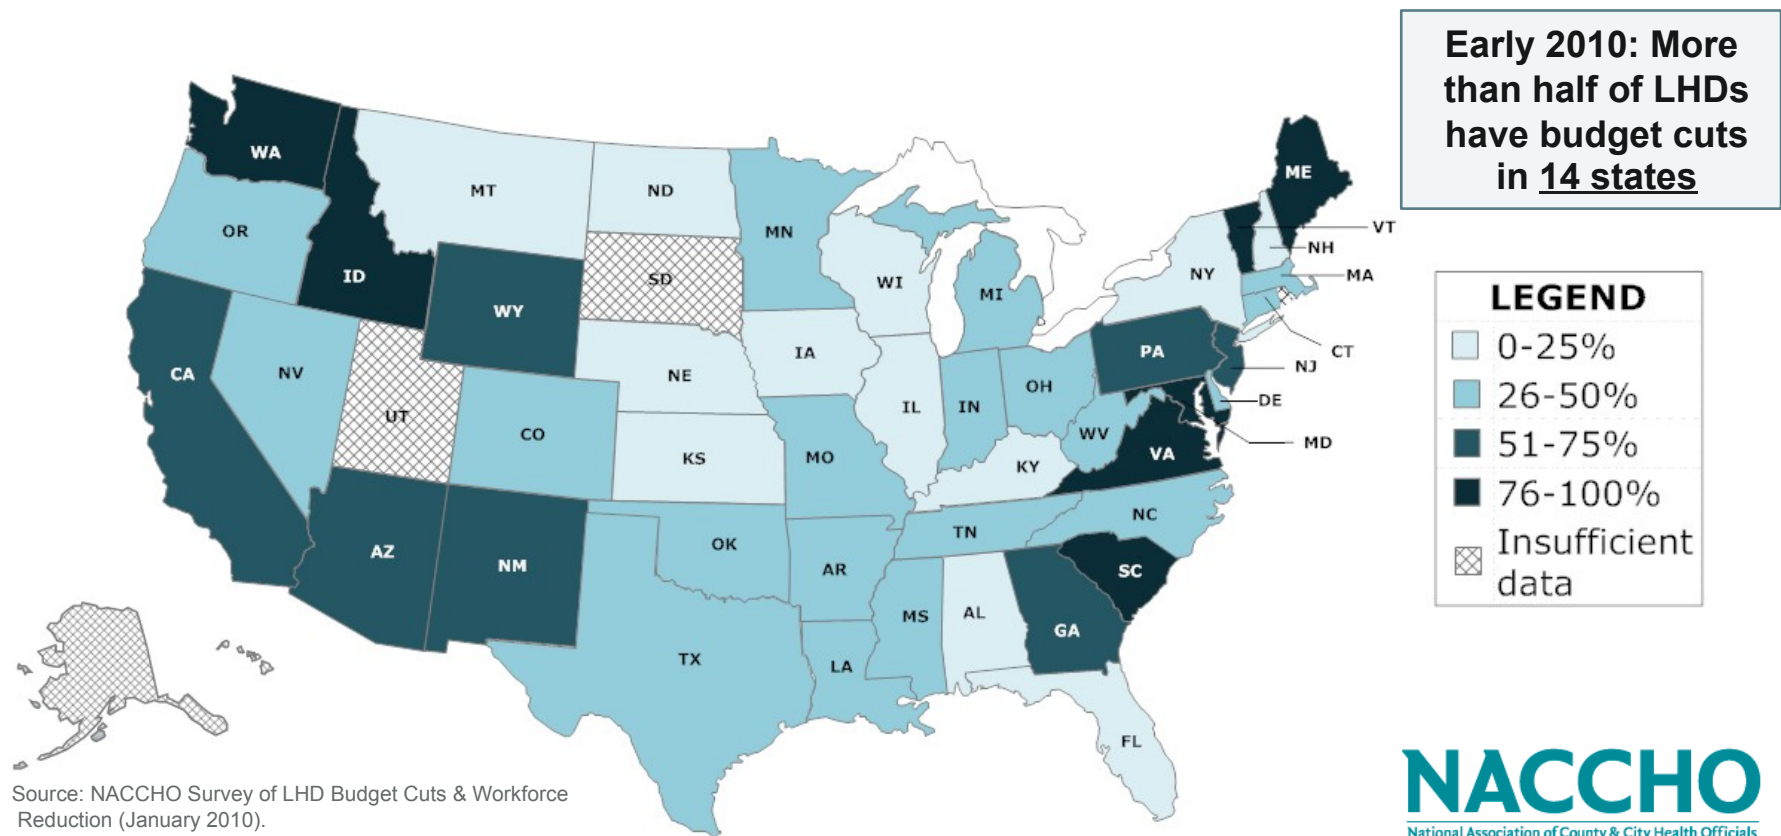 Early 2010: More
than half of LHDs
have budget cuts
in 14 states
WA
MT
ND
MN
ME
VT
NH
OR
ID
SD
WI
MI
NY
MA
WY
CT
IA
PA
NJ
CA
NV
NE
OH
UT
IL
IN
DE
CO
WV
MD
KS
MO
KY
VA
NC
TN
AZ
NM
OK
AR
SC
MS
AL
GA
TX
LA
FL
LEGEND
0-25%
26-50%
51-75%
76-100%
Insufficient
data
Source: NACCHO Survey of LHD Budget Cuts & Workforce
Reduction (January 2010).
NACCHO
National Association of County & City Health Officials